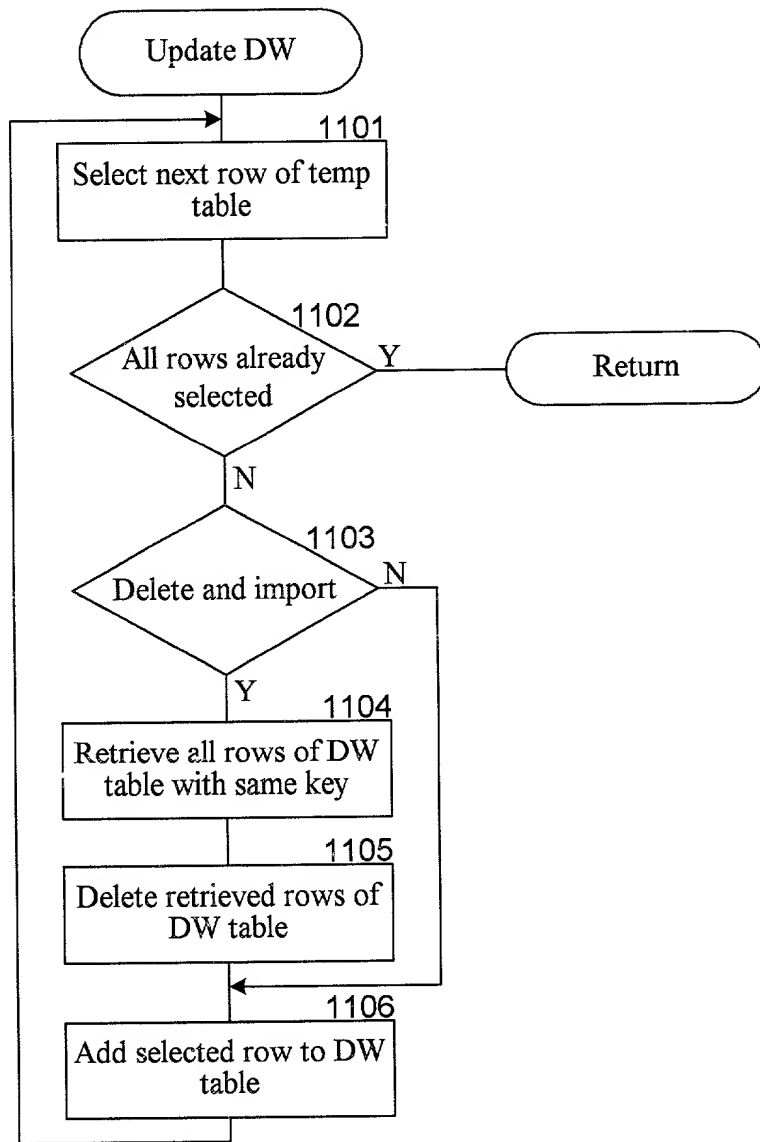 Update DW
1101
Select next row of temp
table
1102
All rows already
selected
Y
Return
N
1103
Delete and import
N
Y
1104
Retrieve all rows of DW
table with same key
1105
Delete retrieved rows of
DW table
1106
Add selected row to DW
table